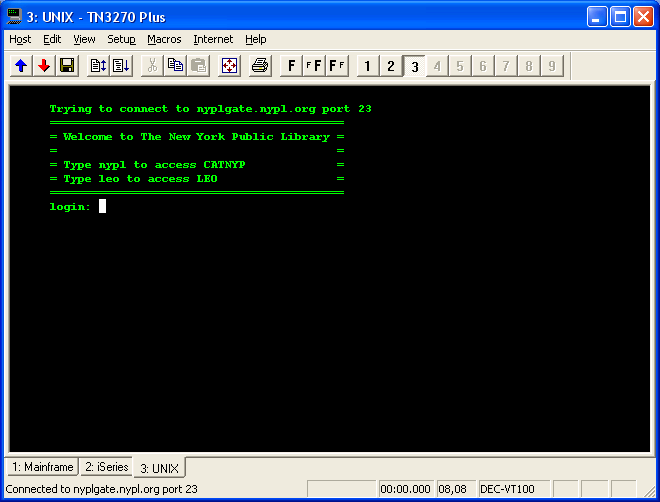 3: UNIX - TN3270 Plus
Host Edit View Setup Macros Internet Help
F F F F F 1 2 3 4 5 6 7 8 9
Trying to connect to nyplgate.nypl.org port 23
==========================================
= Welcome to The New York Public Library =
= =
= Type nypl to access CATNYP =
= Type leo to access LEO =
==========================================
login:
1: Mainframe 2: iSeries 3: UNIX
Connected to nyplgate.nypl.org port 23 00:00.000 08,08 DEC-VT100